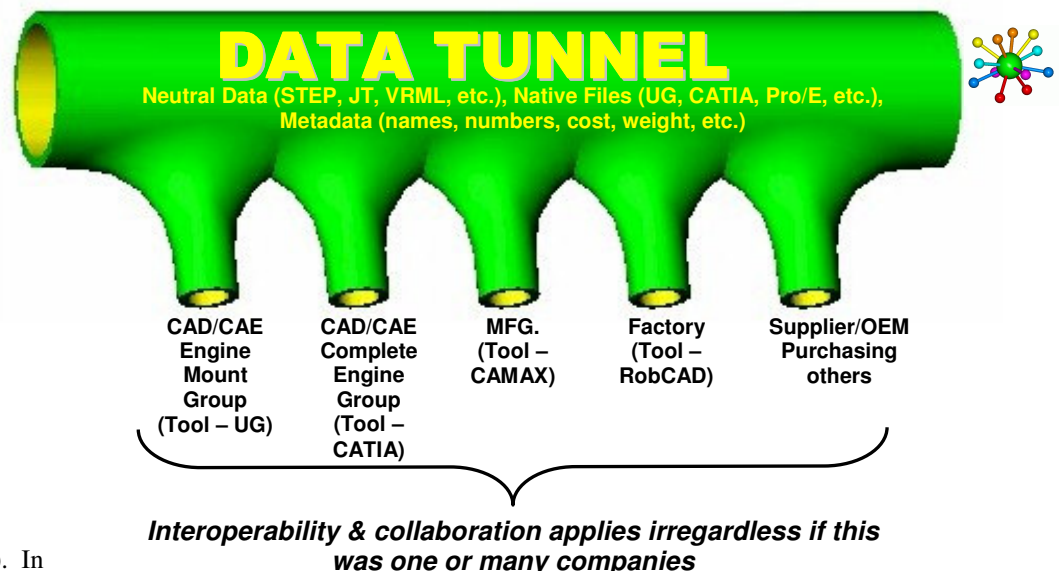 DATA TUNNEL
Neutral Data (STEP, JT, VRML, etc.), Native Files (UG, CATIA, Pro/E, etc.),
Metadata (names, numbers, cost, weight, etc.)
CAD/CAE
Engine
Mount
Group
(Tool – UG)
CAD/CAE
Complete
Engine
Group
(Tool –
CATIA)
MFG.
(Tool –
CAMAX)
Factory
(Tool –
RobCAD)
Supplier/OEM
Purchasing
others
Interoperability & collaboration applies irregardless if this
was one or many companies
. In